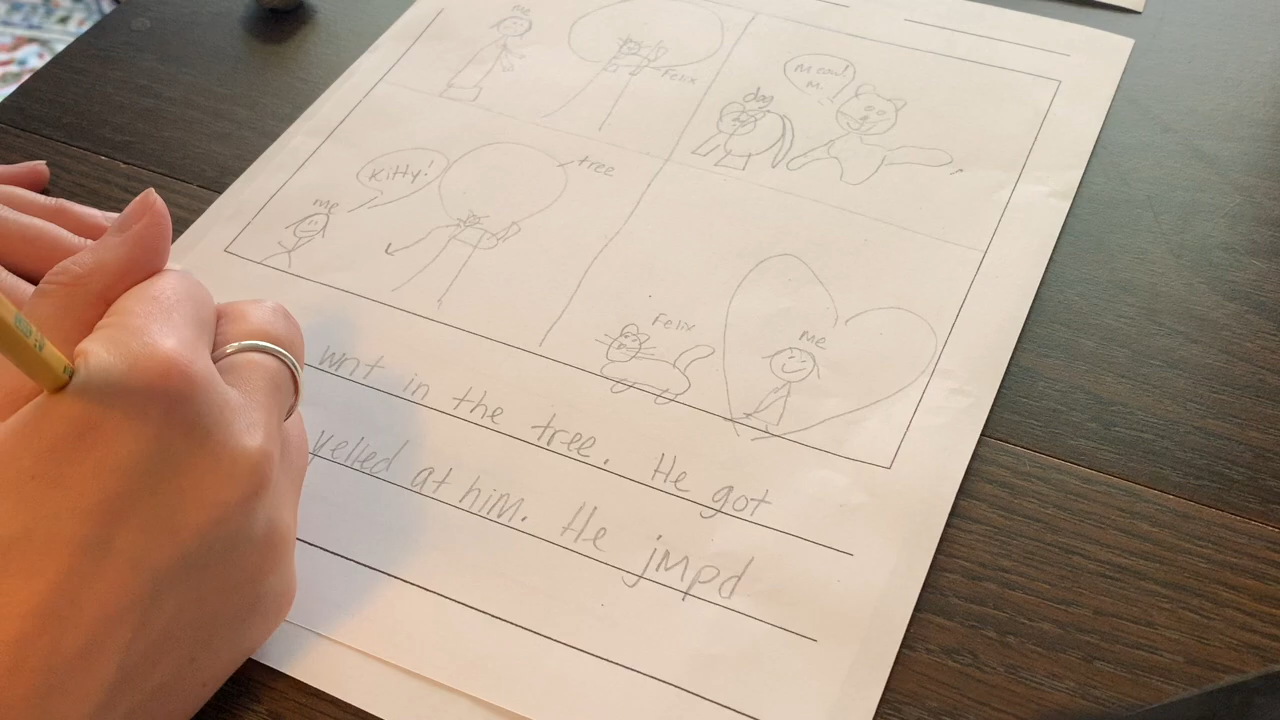 me
Felix
Meow!
M..
dog
Kitty!
tree
me
Felix
Me
wnt in the tree. He got
yelled at hiM. He jMpd